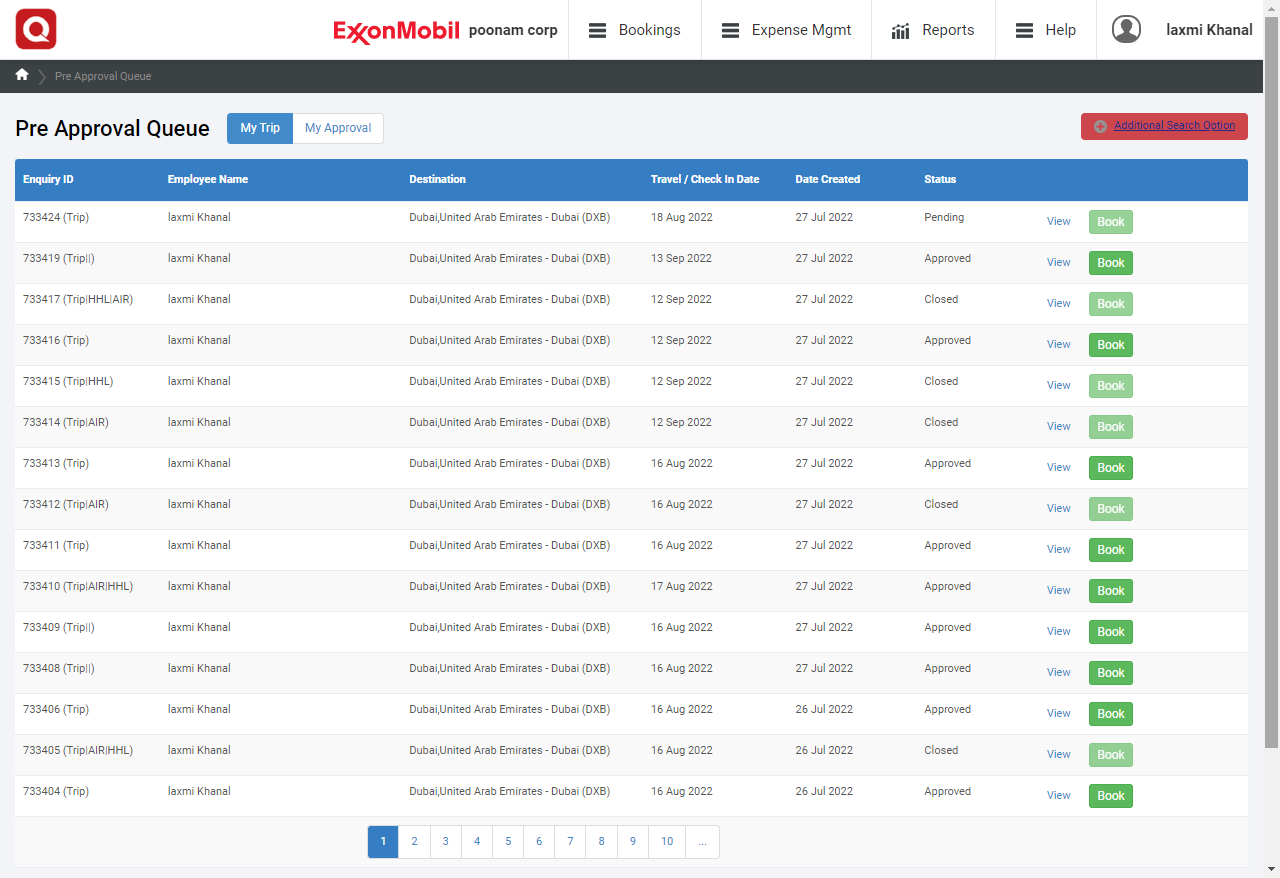 Q ExxonMobil poonam corp Bookings Expense Mgmt Reports Help laxmi Khanal
Pre Approval Queue
Pre Approval Queue My Trip My Approval Additional Search Option
Enquiry ID Employee Name Destination Travel / Check In Date Date Created Status
733424 (Trip) laxmi Khanal Dubai,United Arab Emirates - Dubai (DXB) 18 Aug 2022 27 Jul 2022 Pending View Book
733419 (Trip||) laxmi Khanal Dubai,United Arab Emirates - Dubai (DXB) 13 Sep 2022 27 Jul 2022 Approved View Book
733417 (Trip|HHL|AIR) laxmi Khanal Dubai,United Arab Emirates - Dubai (DXB) 12 Sep 2022 27 Jul 2022 Closed View Book
733416 (Trip) laxmi Khanal Dubai,United Arab Emirates - Dubai (DXB) 12 Sep 2022 27 Jul 2022 Approved View Book
733415 (Trip|HHL) laxmi Khanal Dubai,United Arab Emirates - Dubai (DXB) 12 Sep 2022 27 Jul 2022 Closed View Book
733414 (Trip|AIR) laxmi Khanal Dubai,United Arab Emirates - Dubai (DXB) 12 Sep 2022 27 Jul 2022 Closed View Book
733413 (Trip) laxmi Khanal Dubai,United Arab Emirates - Dubai (DXB) 16 Aug 2022 27 Jul 2022 Approved View Book
733412 (Trip|AIR) laxmi Khanal Dubai,United Arab Emirates - Dubai (DXB) 16 Aug 2022 27 Jul 2022 Closed View Book
733411 (Trip) laxmi Khanal Dubai,United Arab Emirates - Dubai (DXB) 16 Aug 2022 27 Jul 2022 Approved View Book
733410 (Trip|AIR|HHL) laxmi Khanal Dubai,United Arab Emirates - Dubai (DXB) 17 Aug 2022 27 Jul 2022 Approved View Book
733409 (Trip||) laxmi Khanal Dubai,United Arab Emirates - Dubai (DXB) 16 Aug 2022 27 Jul 2022 Approved View Book
733408 (Trip||) laxmi Khanal Dubai,United Arab Emirates - Dubai (DXB) 16 Aug 2022 27 Jul 2022 Approved View Book
733406 (Trip) laxmi Khanal Dubai,United Arab Emirates - Dubai (DXB) 16 Aug 2022 26 Jul 2022 Approved View Book
733405 (Trip|AIR|HHL) laxmi Khanal Dubai,United Arab Emirates - Dubai (DXB) 16 Aug 2022 26 Jul 2022 Closed View Book
733404 (Trip) laxmi Khanal Dubai,United Arab Emirates - Dubai (DXB) 16 Aug 2022 26 Jul 2022 Approved View Book
1 2 3 4 5 6 7 8 9 10 ...